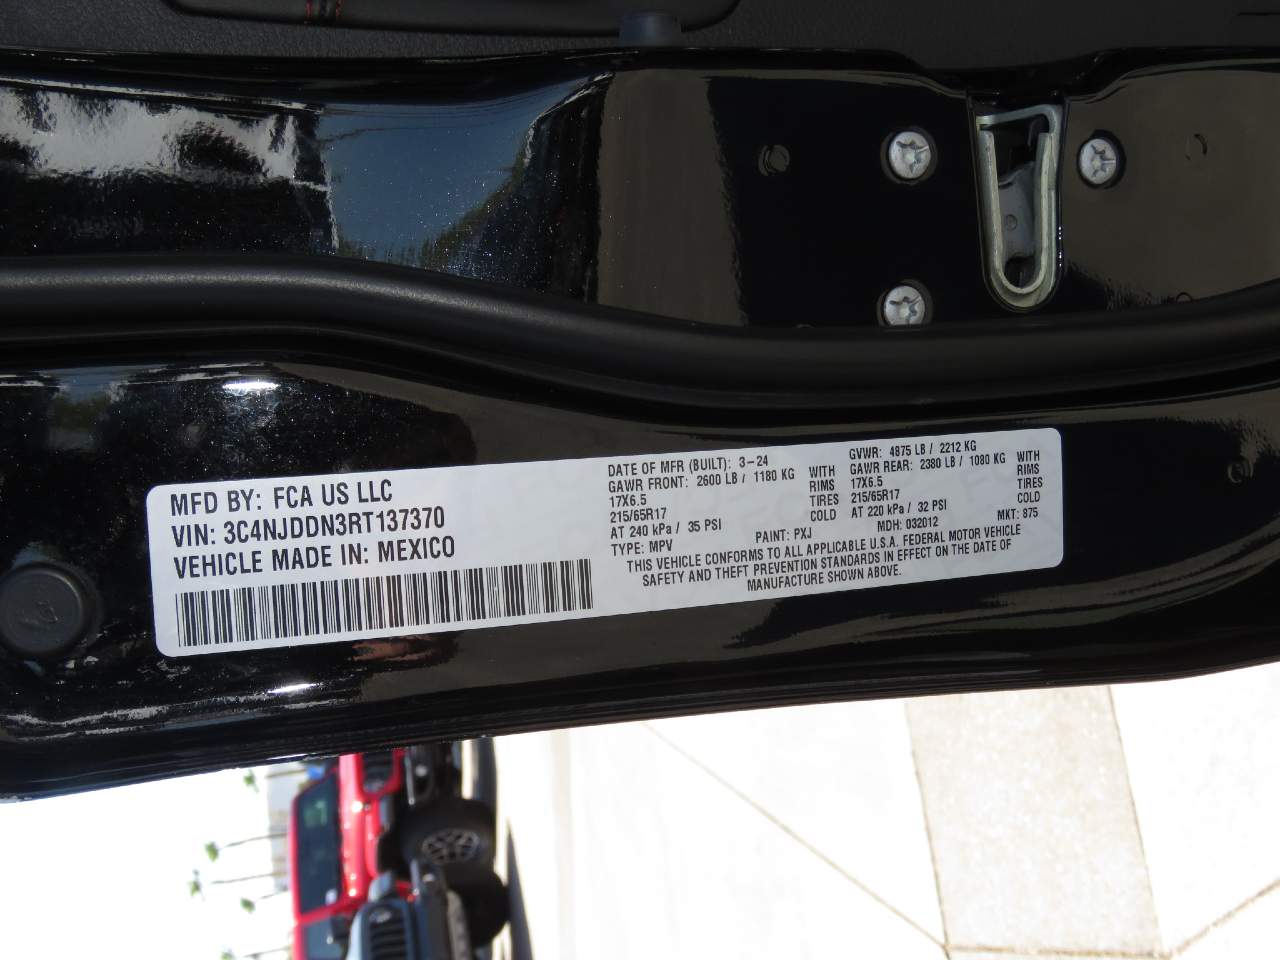 MFD BY: FCA US LLC
VIN: 3C4NJDDN3RT137370
VEHICLE MADE IN: MEXICO
DATE OF MFR (BUILT): 3-24
GAWR FRONT: 2600 LB / 1180 KG WITH
17X6.5 RIMS
215/65R17 TIRES
AT 240 kPa / 35 PSI COLD
GVWR: 4875 LB / 2212 KG
GAWR REAR: 2380 LB / 1080 KG WITH
17X6.5 RIMS
215/65R17 TIRES
AT 220 kPa / 32 PSI COLD
TYPE: MPV PAINT: PXJ MDH: 032012 MKT: 975
THIS VEHICLE CONFORMS TO ALL APPLICABLE U.S.A. FEDERAL MOTOR VEHICLE
SAFETY AND THEFT PREVENTION STANDARDS IN EFFECT ON THE DATE OF
MANUFACTURE SHOWN ABOVE.